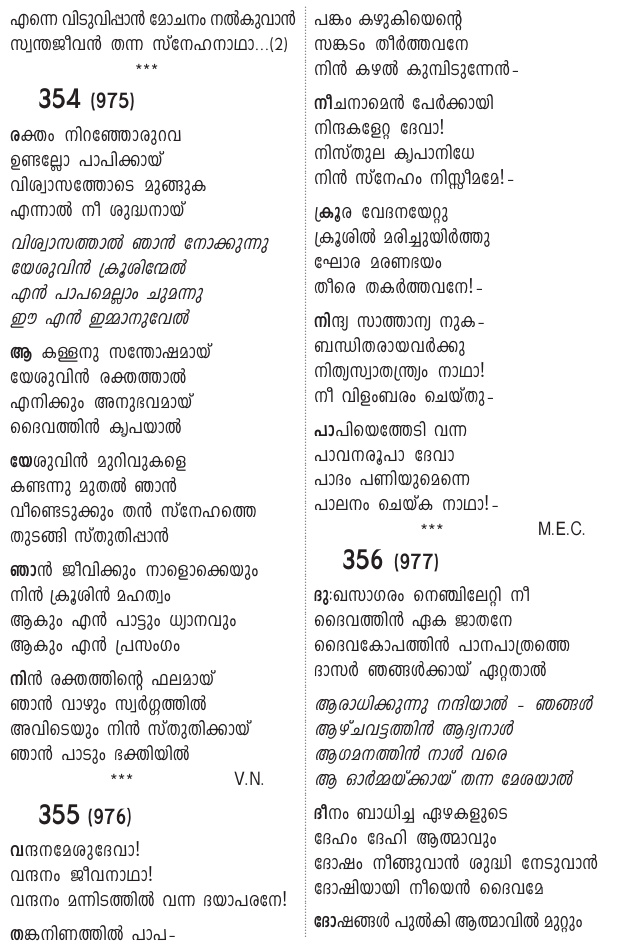 എന്നെ വിടുവിപ്പാൻ മോചനം നൽകുവാൻ
സ്വന്തജീവൻ തന്ന സ്നേഹനാഥാ...(2)
***
354 (975)
രക്തം നിറഞ്ഞോരുറവ
ഉണ്ടല്ലോ പാപിക്കായ്
വിശ്വാസത്തോടെ മുങ്ങുക
എന്നാൽ നീ ശുദ്ധനായ്
വിശ്വാസത്താൽ ഞാൻ നോക്കുന്നു
യേശുവിൻ ക്രൂശിന്മേൽ
എൻ പാപമെല്ലാം ചുമന്നു
ഈ എൻ ഇമ്മാനുവേൽ
ആ കള്ളനു സന്തോഷമായ്
യേശുവിൻ രക്തത്താൽ
എനിക്കും അനുഭവമായ്
ദൈവത്തിൻ കൃപയാൽ
യേശുവിൻ മുറിവുകളെ
കണ്ടന്നു മുതൽ ഞാൻ
വീണ്ടെടുക്കും തൻ സ്നേഹത്തെ
തുടങ്ങി സ്തുതിപ്പാൻ
ഞാൻ ജീവിക്കും നാളൊക്കെയും
നിൻ ക്രൂശിൻ മഹത്വം
ആകും എൻ പാട്ടും ധ്യാനവും
ആകും എൻ പ്രസംഗം
നിൻ രക്തത്തിന്റെ ഫലമായ്
ഞാൻ വാഴും സ്വർഗ്ഗത്തിൽ
അവിടെയും നിൻ സ്തുതിക്കായ്
ഞാൻ പാടും ഭക്തിയിൽ
*** V.N.
355 (976)
വന്ദനമേശുദേവാ!
വന്ദനം ജീവനാഥാ!
വന്ദനം മന്നിടത്തിൽ വന്ന ദയാപരനേ!
തങ്കനിണത്തിൽ പാപ-
പങ്കം കഴുകിയെന്റെ
സങ്കടം തീർത്തവനേ
നിൻ കഴൽ കുമ്പിടുന്നേൻ-
നീചനാമെൻ പേർക്കായി
നിന്ദകളേറ്റ ദേവാ!
നിസ്തുല കൃപാനിധേ
നിൻ സ്നേഹം നിസ്സീമമേ!-
ക്രൂര വേദനയേറ്റു
ക്രൂശിൽ മരിച്ചുയിർത്തു
ഘോര മരണഭയം
തീരെ തകർത്തവനേ!-
നിന്ദ്യ സാത്താന്യ നുക-
ബന്ധിതരായവർക്കു
നിത്യസ്വാതന്ത്ര്യം നാഥാ!
നീ വിളംബരം ചെയ്തു-
പാപിയെത്തേടി വന്ന
പാവനരൂപാ ദേവാ
പാദം പണിയുമെന്നെ
പാലനം ചെയ്ക നാഥാ!-
*** M.E.C.
356 (977)
ദുഃഖസാഗരം നെഞ്ചിലേറ്റി നീ
ദൈവത്തിൻ ഏക ജാതനേ
ദൈവകോപത്തിൻ പാനപാത്രത്തെ
ദാസർ ഞങ്ങൾക്കായ് ഏറ്റതാൽ
ആരാധിക്കുന്നു നന്ദിയാൽ - ഞങ്ങൾ
ആഴ്ചവട്ടത്തിൻ ആദ്യനാൾ
ആഗമനത്തിൻ നാൾ വരെ
ആ ഓർമ്മയ്ക്കായ് തന്ന മേശയാൽ
ദീനം ബാധിച്ച ഏഴകളുടെ
ദേഹം ദേഹി ആത്മാവും
ദോഷം നീങ്ങുവാൻ ശുദ്ധി നേടുവാൻ
ദോഷിയായി നീയെൻ ദൈവമേ
ദോഷങ്ങൾ പുൽകി ആത്മാവിൽ മുറ്റും